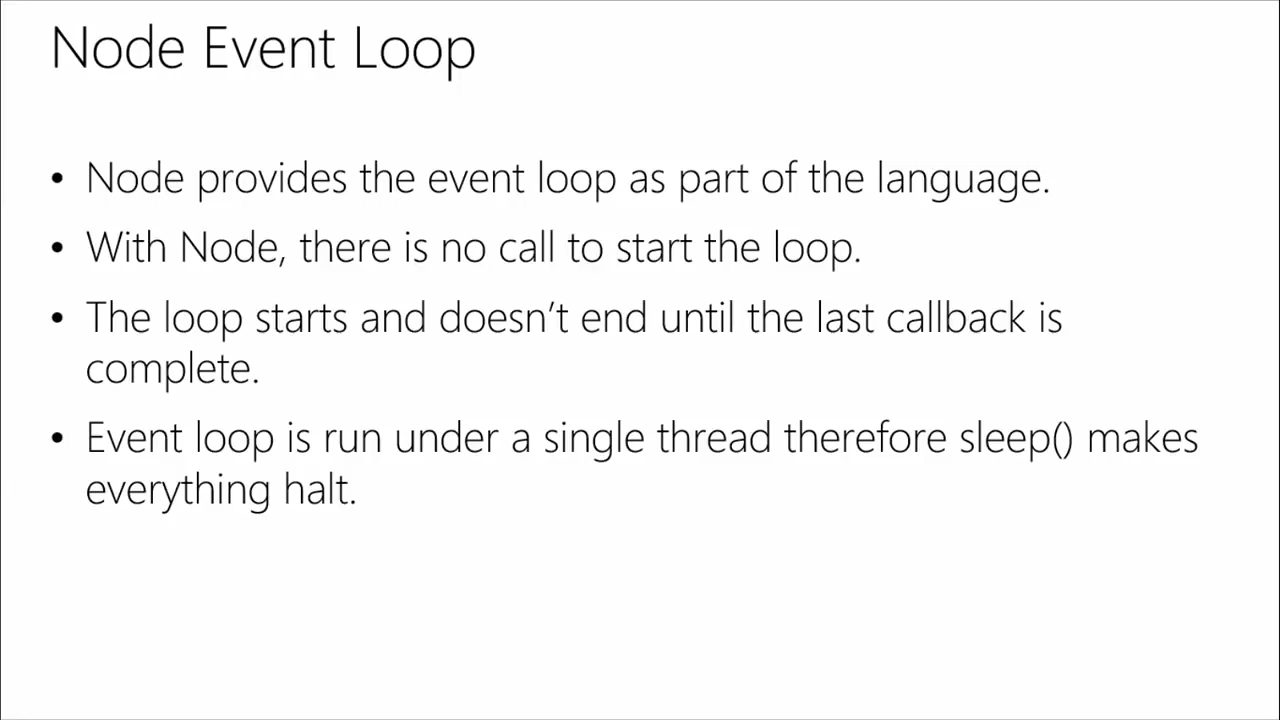 Node Event Loop
• Node provides the event loop as part of the language.
• With Node, there is no call to start the loop.
• The loop starts and doesn’t end until the last callback is
complete.
• Event loop is run under a single thread therefore sleep() makes
everything halt.